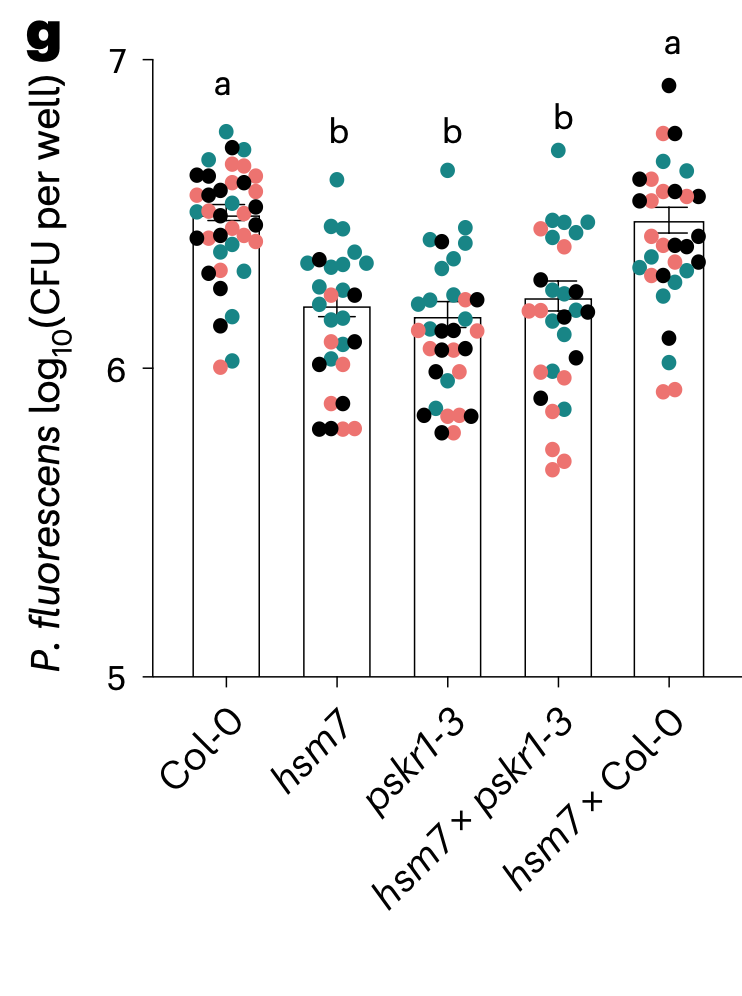 g
P. fluorescens log10(CFU per well)
7
6
5
a
b
b
b
a
Col-0
hsm7
pskr1-3
hsm7 × pskr1-3
hsm7 × Col-0